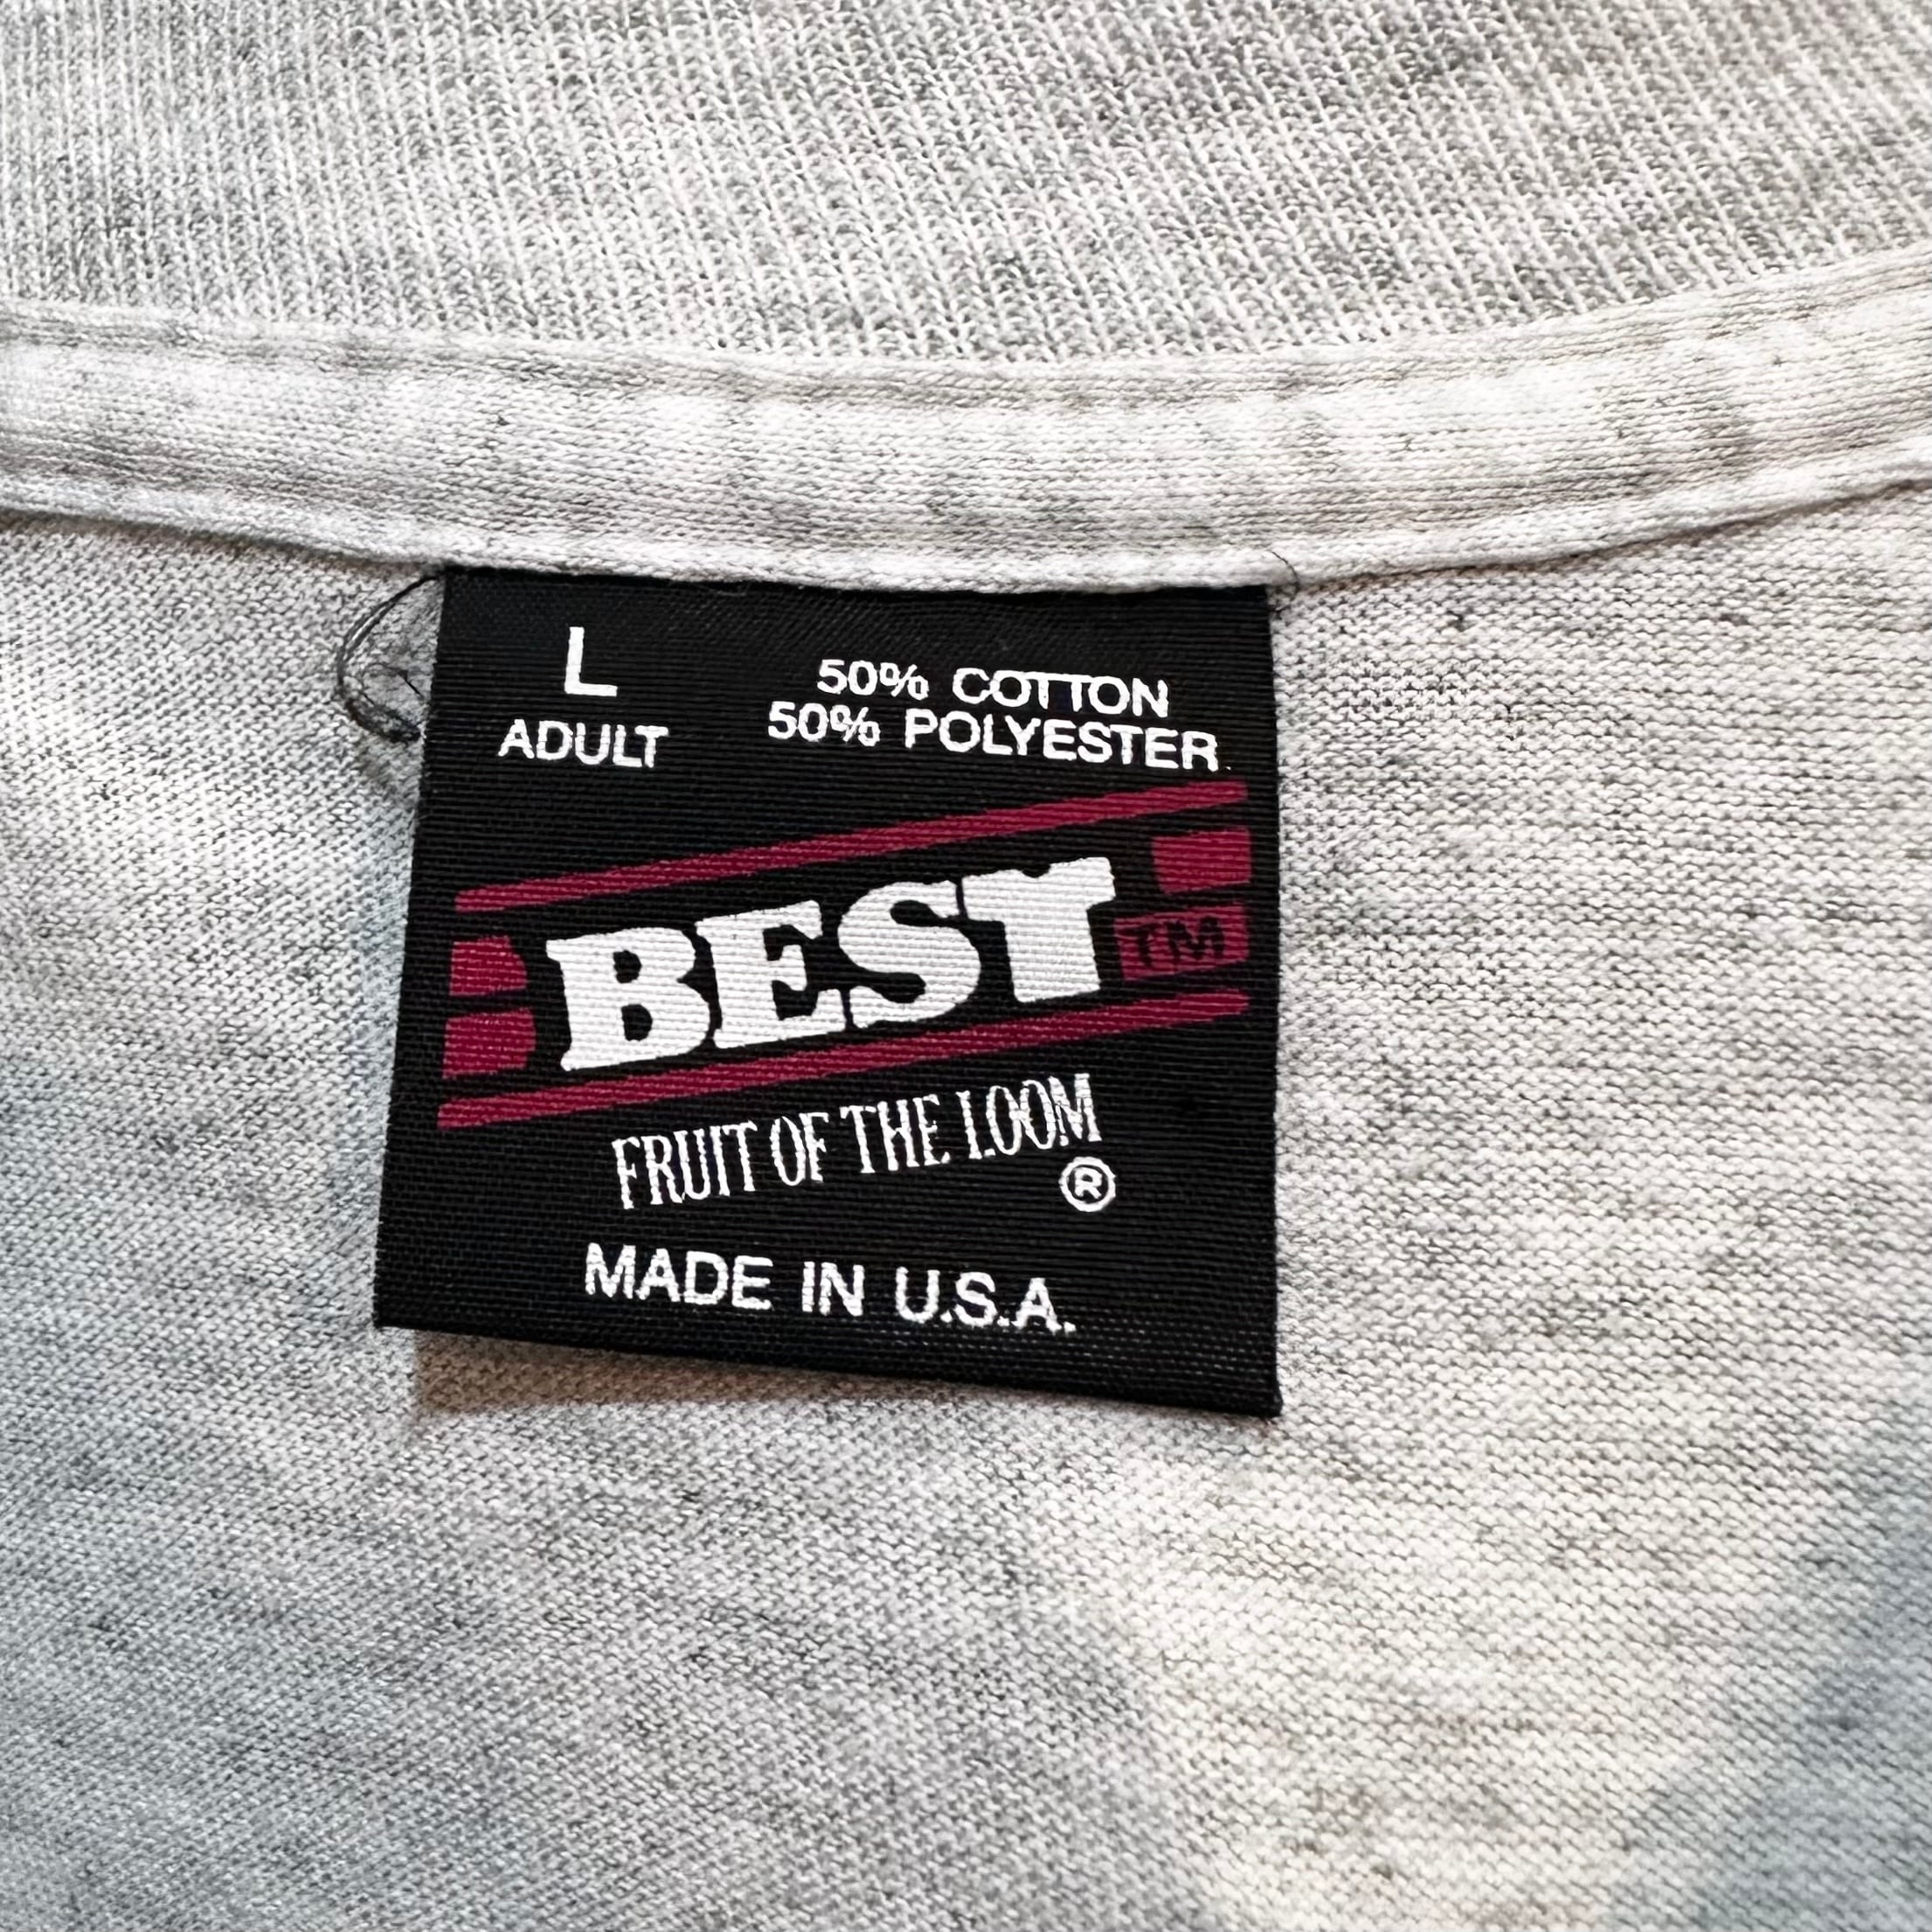 L
ADULT
50% COTTON
50% POLYESTER
BEST
TM
FRUIT OF THE LOOM
®
MADE IN U.S.A.